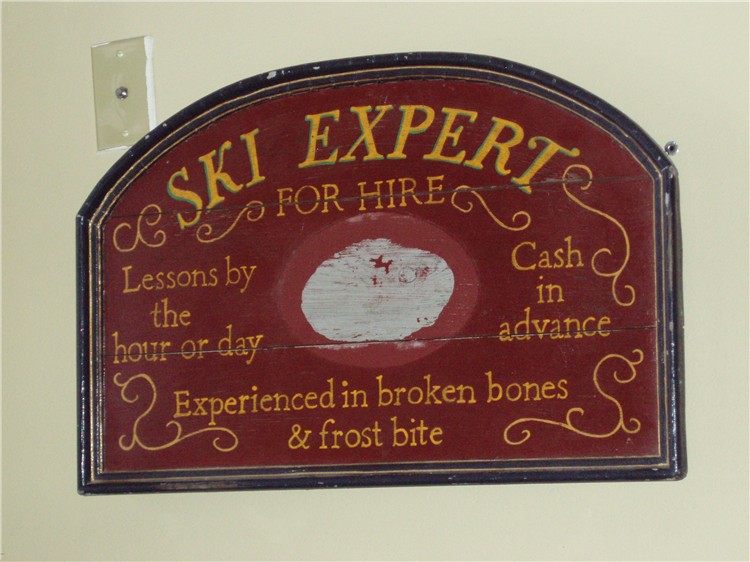 SKI EXPERT
FOR HIRE
Lessons by
the
hour or day
Cash
in
advance
Experienced in broken bones
& frost bite